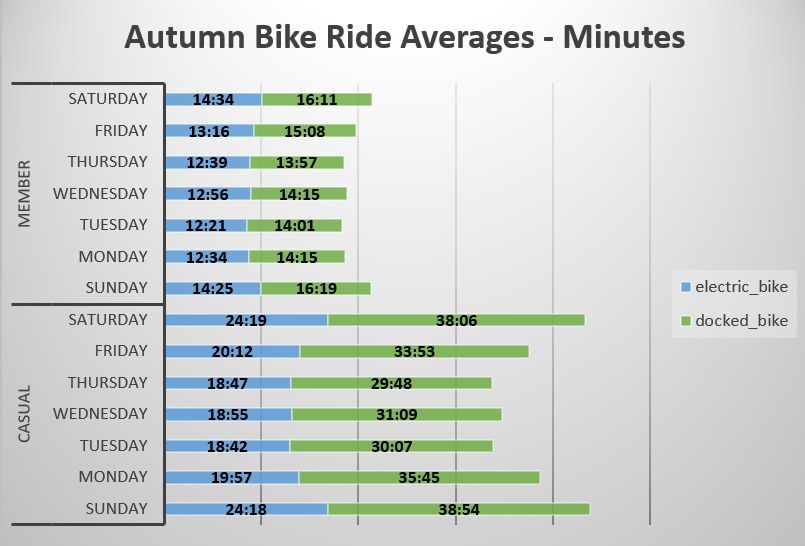 Autumn Bike Ride Averages - Minutes
MEMBER
SATURDAY 14:34 16:11
FRIDAY 13:16 15:08
THURSDAY 12:39 13:57
WEDNESDAY 12:56 14:15
TUESDAY 12:21 14:01
MONDAY 12:34 14:15
SUNDAY 14:25 16:19
CASUAL
SATURDAY 24:19 38:06
FRIDAY 20:12 33:53
THURSDAY 18:47 29:48
WEDNESDAY 18:55 31:09
TUESDAY 18:42 30:07
MONDAY 19:57 35:45
SUNDAY 24:18 38:54
electric_bike
docked_bike